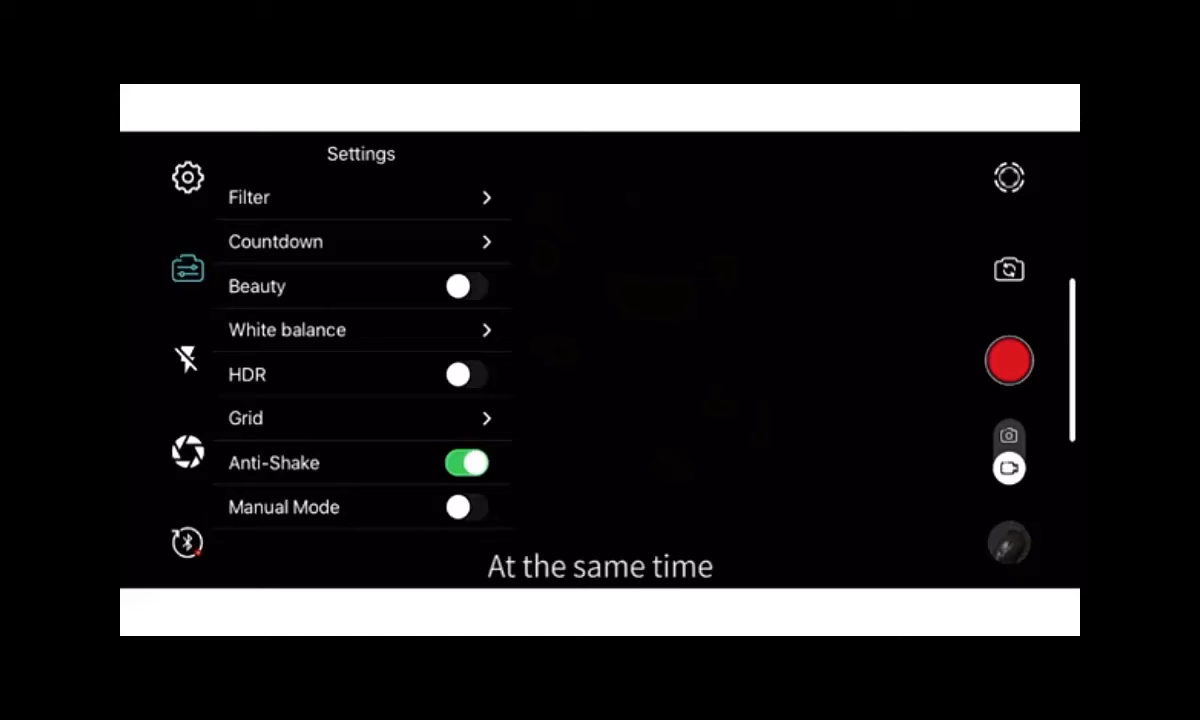 Settings
Filter
Countdown
Beauty
White balance
HDR
Grid
Anti-Shake
Manual Mode
At the same time